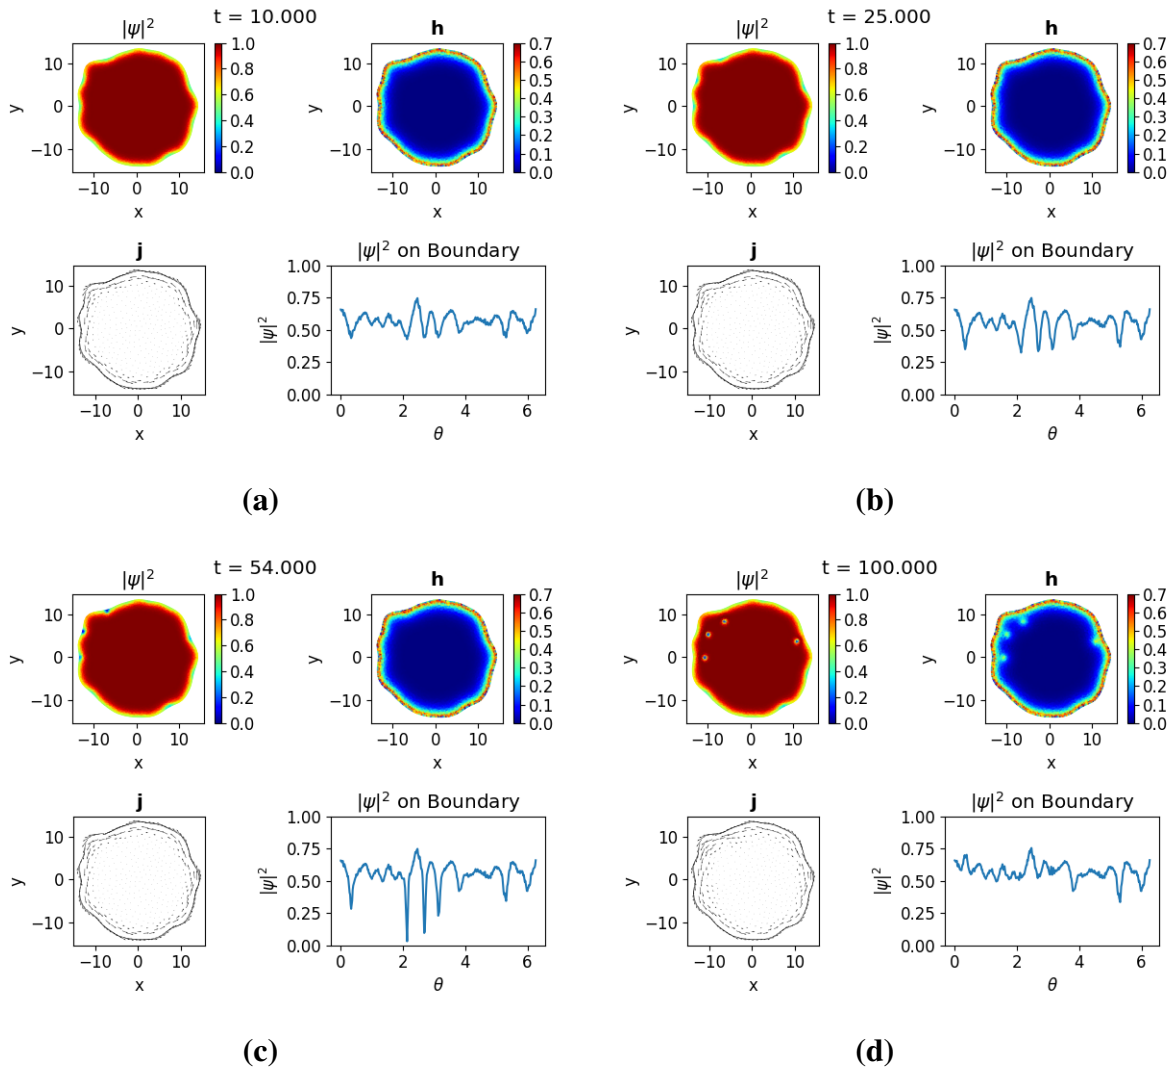 t = 10.000
|ψ|²
h
10
0
−10
y
−10 0 10
x
1.0
0.8
0.6
0.4
0.2
0.0
10
0
−10
y
−10 0 10
x
0.7
0.6
0.5
0.4
0.3
0.2
0.1
0.0
j
|ψ|² on Boundary
10
0
−10
y
−10 0 10
x
1.00
0.75
0.50
0.25
0.00
|ψ|²
0 2 4 6
θ
(a)
t = 25.000
|ψ|²
h
10
0
−10
y
−10 0 10
x
1.0
0.8
0.6
0.4
0.2
0.0
10
0
−10
y
−10 0 10
x
0.7
0.6
0.5
0.4
0.3
0.2
0.1
0.0
j
|ψ|² on Boundary
10
0
−10
y
−10 0 10
x
1.00
0.75
0.50
0.25
0.00
|ψ|²
0 2 4 6
θ
(b)
t = 54.000
|ψ|²
h
10
0
−10
y
−10 0 10
x
1.0
0.8
0.6
0.4
0.2
0.0
10
0
−10
y
−10 0 10
x
0.7
0.6
0.5
0.4
0.3
0.2
0.1
0.0
j
|ψ|² on Boundary
10
0
−10
y
−10 0 10
x
1.00
0.75
0.50
0.25
0.00
|ψ|²
0 2 4 6
θ
(c)
t = 100.000
|ψ|²
h
10
0
−10
y
−10 0 10
x
1.0
0.8
0.6
0.4
0.2
0.0
10
0
−10
y
−10 0 10
x
0.7
0.6
0.5
0.4
0.3
0.2
0.1
0.0
j
|ψ|² on Boundary
10
0
−10
y
−10 0 10
x
1.00
0.75
0.50
0.25
0.00
|ψ|²
0 2 4 6
θ
(d)